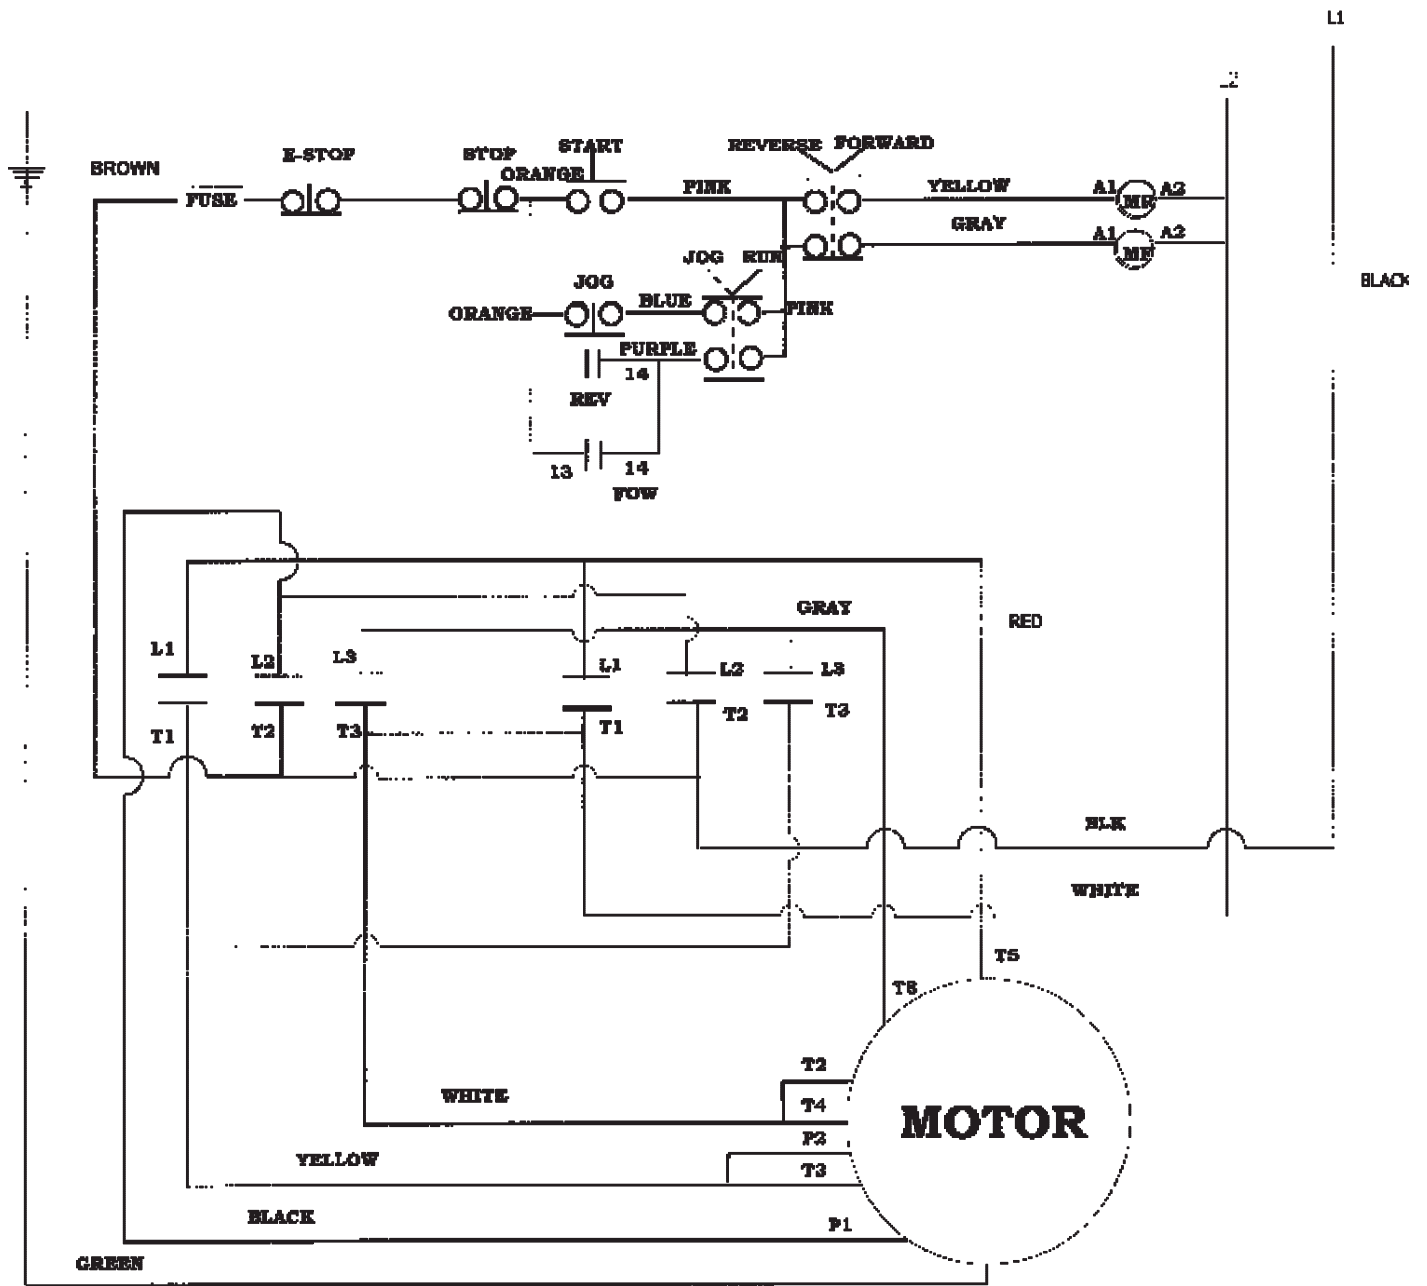 L1
L2
BROWN
E-STOP
STOP
START
ORANGE
REVERSE FORWARD
FUSE
PINK
YELLOW
A1
MR
A2
GRAY
A1
MF
A2
JOG RUN
JOG
BLACK
ORANGE
BLUE
PINK
PURPLE
14
REV
13
14
FOW
GRAY
RED
L1
L2
L3
L1
L2
L3
T1
T2
T3
T1
T2
T3
BLK
WHITE
T5
T8
T2
WHITE
T4
MOTOR
P2
YELLOW
T3
BLACK
P1
GREEN